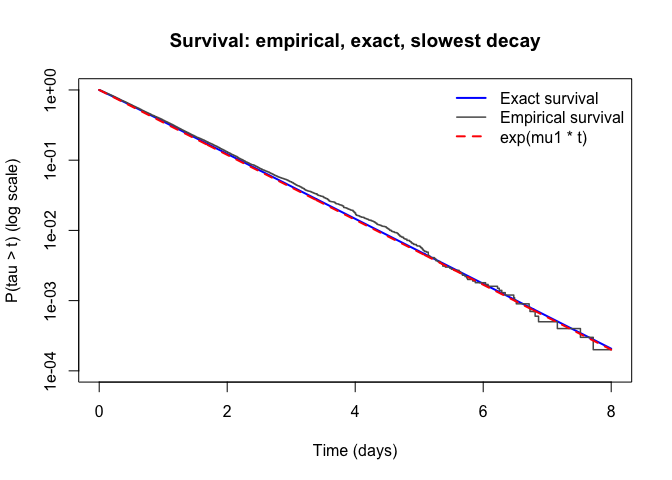 Survival: empirical, exact, slowest decay
Exact survival
Empirical survival
exp(mu1 * t)
P(tau > t) (log scale)
1e+00
1e-01
1e-02
1e-03
1e-04
0 2 4 6 8
Time (days)